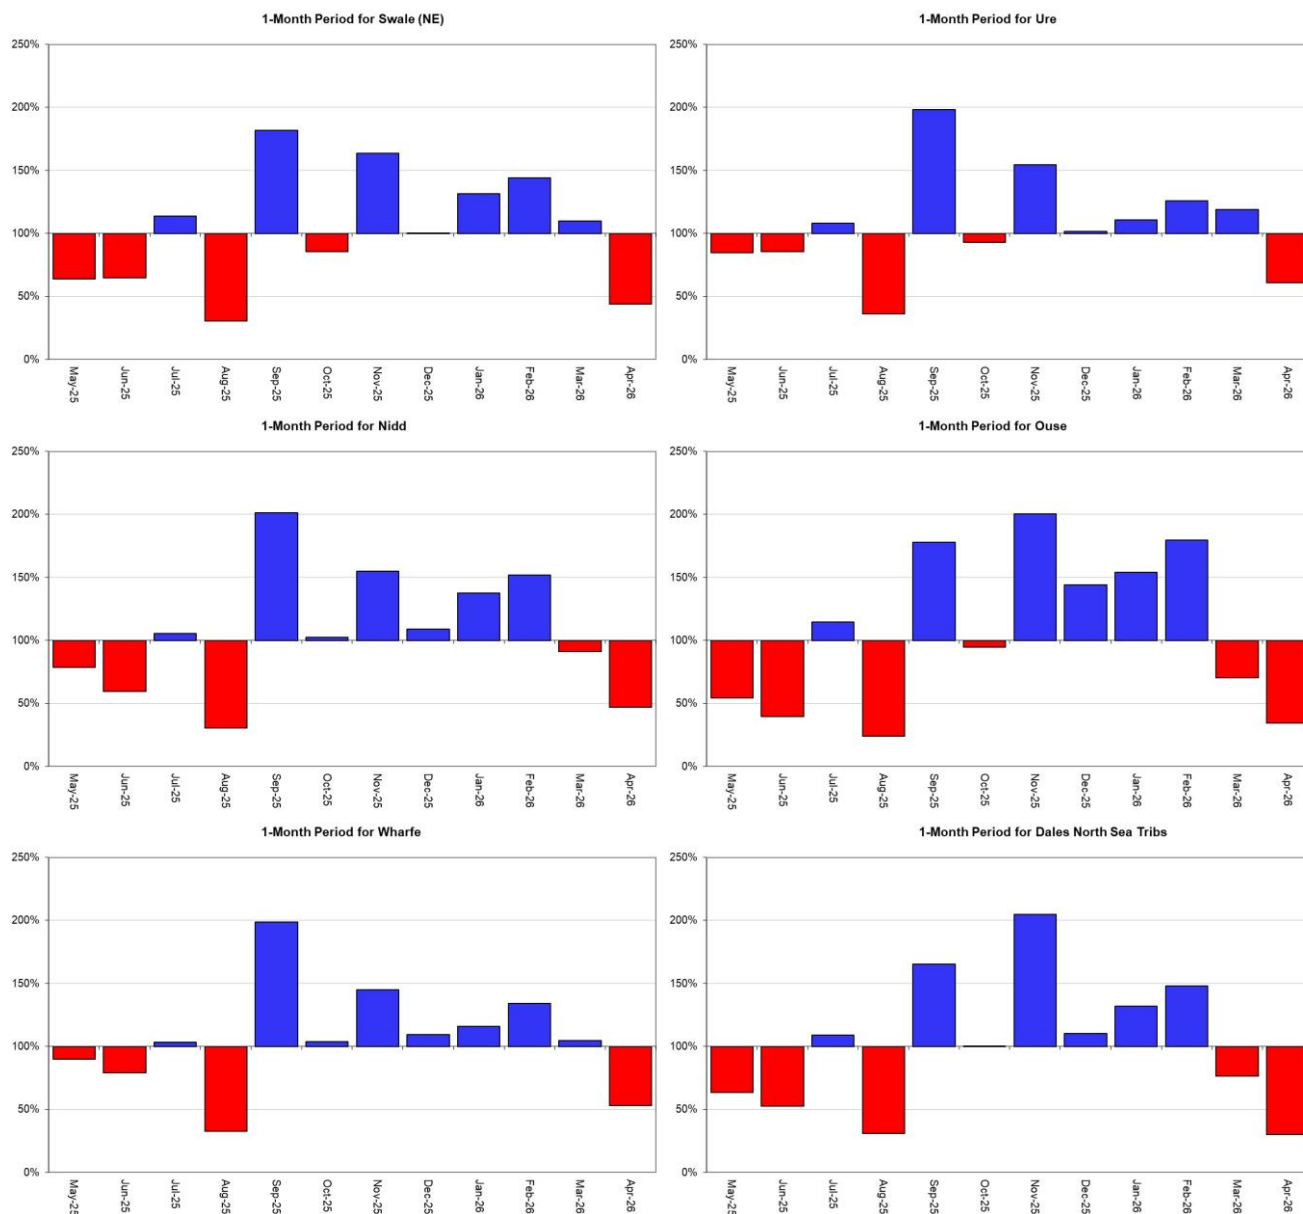 1-Month Period for Swale (NE)
250%
200%
150%
100%
50%
0%
May-25
Jun-25
Jul-25
Aug-25
Sep-25
Oct-25
Nov-25
Dec-25
Jan-26
Feb-26
Mar-26
Apr-26
1-Month Period for Ure
250%
200%
150%
100%
50%
0%
May-25
Jun-25
Jul-25
Aug-25
Sep-25
Oct-25
Nov-25
Dec-25
Jan-26
Feb-26
Mar-26
Apr-26
1-Month Period for Nidd
250%
200%
150%
100%
50%
0%
May-25
Jun-25
Jul-25
Aug-25
Sep-25
Oct-25
Nov-25
Dec-25
Jan-26
Feb-26
Mar-26
Apr-26
1-Month Period for Ouse
250%
200%
150%
100%
50%
0%
May-25
Jun-25
Jul-25
Aug-25
Sep-25
Oct-25
Nov-25
Dec-25
Jan-26
Feb-26
Mar-26
Apr-26
1-Month Period for Wharfe
250%
200%
150%
100%
50%
0%
May-25
Jun-25
Jul-25
Aug-25
Sep-25
Oct-25
Nov-25
Dec-25
Jan-26
Feb-26
Mar-26
Apr-26
1-Month Period for Dales North Sea Tribs
250%
200%
150%
100%
50%
0%
May-25
Jun-25
Jul-25
Aug-25
Sep-25
Oct-25
Nov-25
Dec-25
Jan-26
Feb-26
Mar-26
Apr-26